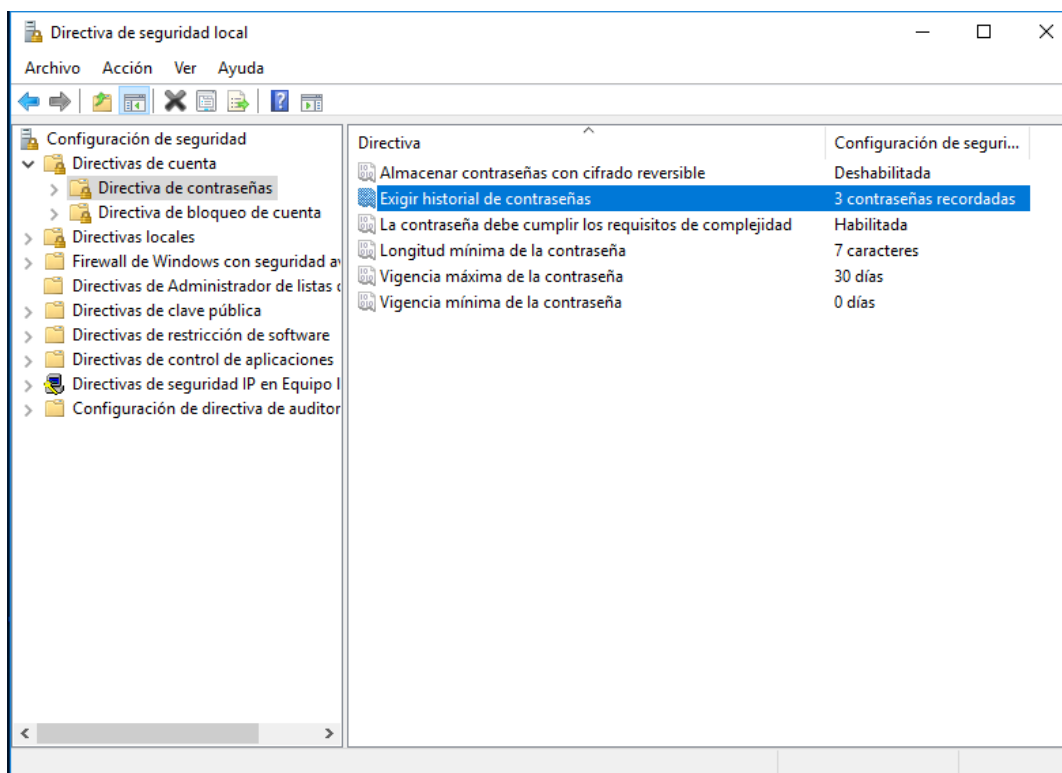 Directiva de seguridad local
Archivo Acción Ver Ayuda
Configuración de seguridad
Directivas de cuenta
Directiva de contraseñas
Directiva de bloqueo de cuenta
Directivas locales
Firewall de Windows con seguridad av
Directivas de Administrador de listas d
Directivas de clave pública
Directivas de restricción de software
Directivas de control de aplicaciones
Directivas de seguridad IP en Equipo l
Configuración de directiva de auditor
Directiva Configuración de seguri...
Almacenar contraseñas con cifrado reversible Deshabilitada
Exigir historial de contraseñas 3 contraseñas recordadas
La contraseña debe cumplir los requisitos de complejidad Habilitada
Longitud mínima de la contraseña 7 caracteres
Vigencia máxima de la contraseña 30 días
Vigencia mínima de la contraseña 0 días